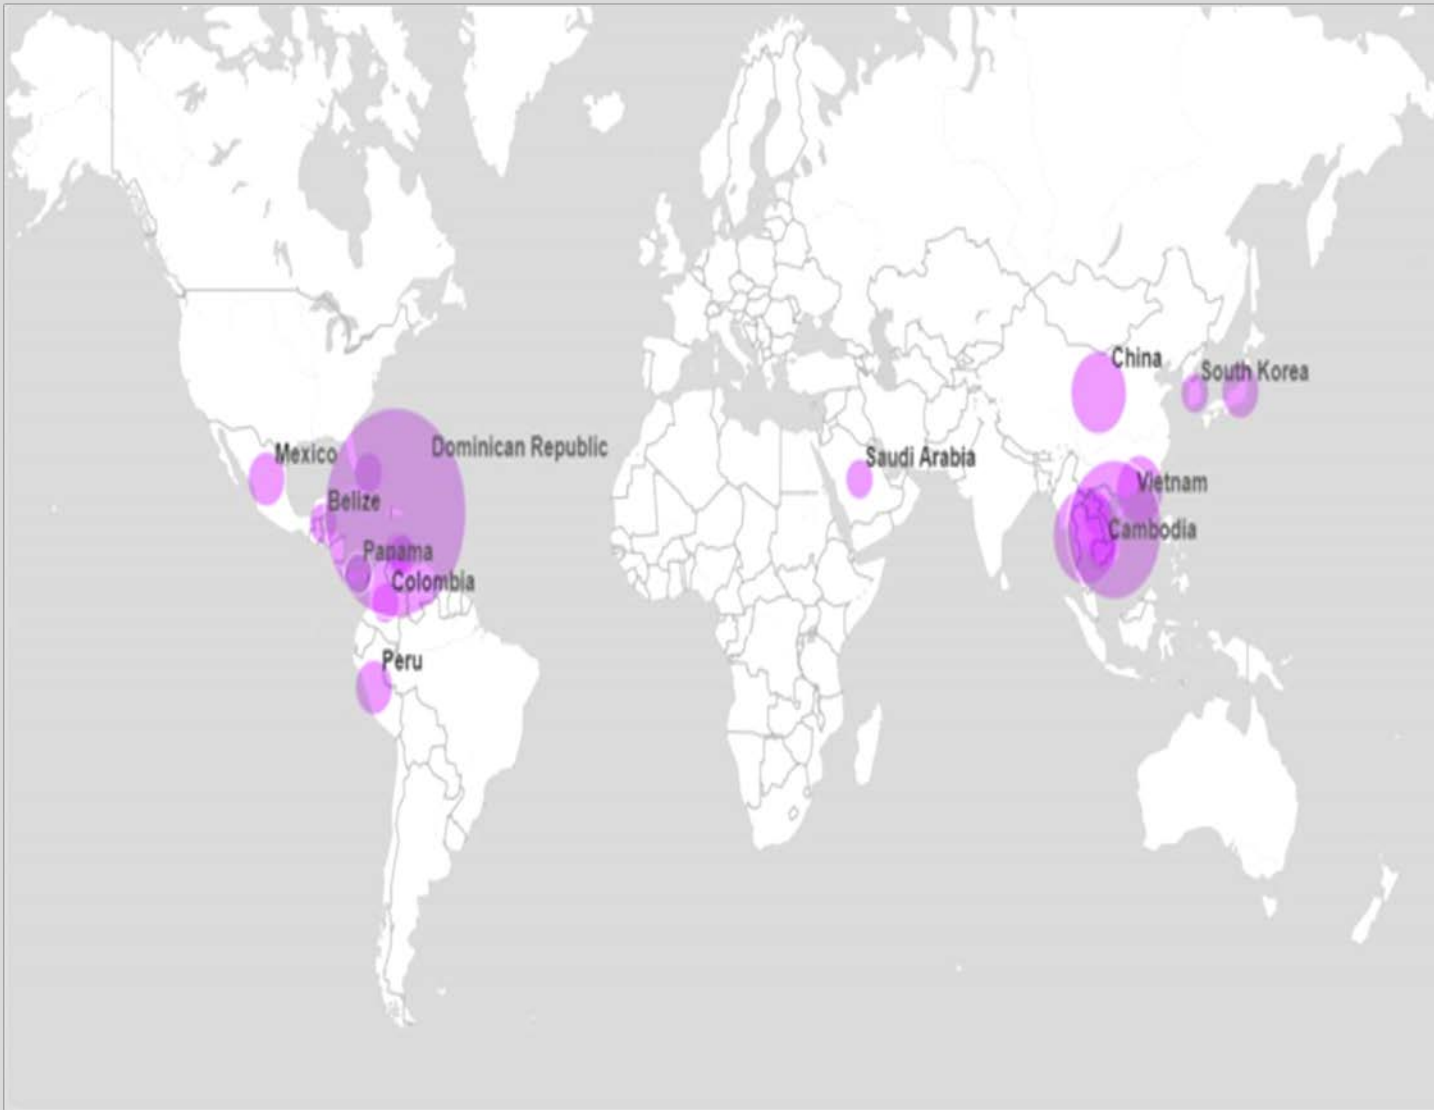 China
South Korea
Dominican Republic
Mexico
Saudi Arabia
Vietnam
Belize
Cambodia
Panama
Colombia
Peru